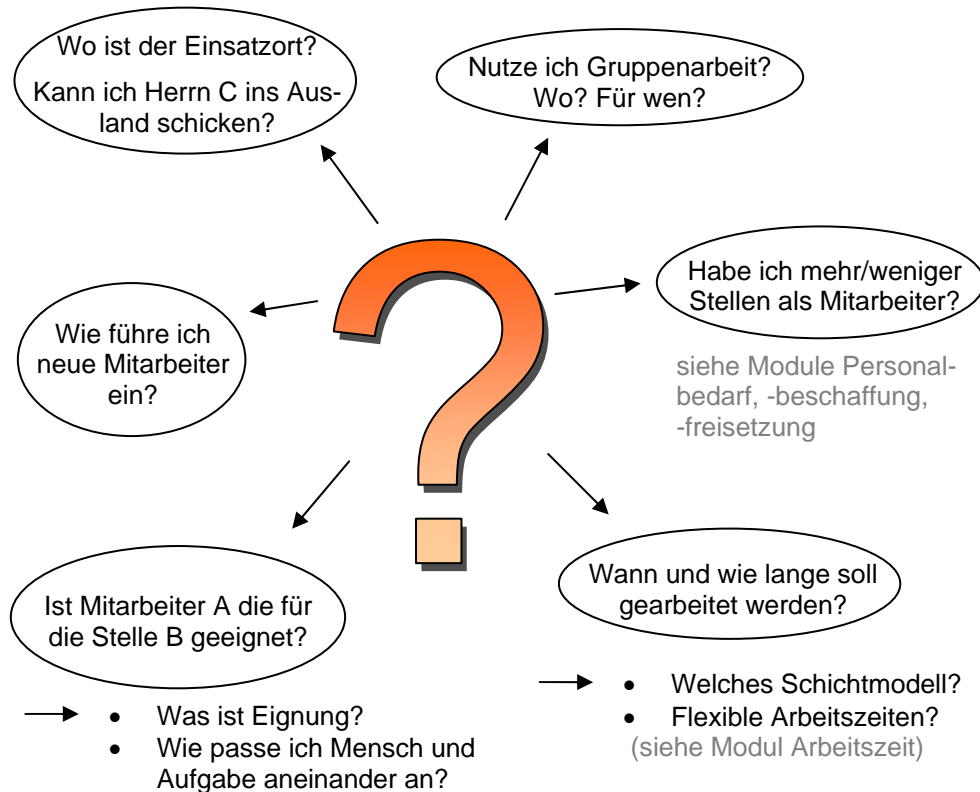 Wo ist der Einsatzort?
Kann ich Herrn C ins Aus-
land schicken?
Nutze ich Gruppenarbeit?
Wo? Für wen?
Habe ich mehr/weniger
Stellen als Mitarbeiter?
siehe Module Personal-
bedarf, -beschaffung,
-freisetzung
Wie führe ich
neue Mitarbeiter
ein?
?
Ist Mitarbeiter A die für
die Stelle B geeignet?
• Was ist Eignung?
• Wie passe ich Mensch und
Aufgabe aneinander an?
Wann und wie lange soll
gearbeitet werden?
• Welches Schichtmodell?
• Flexible Arbeitszeiten?
(siehe Modul Arbeitszeit)